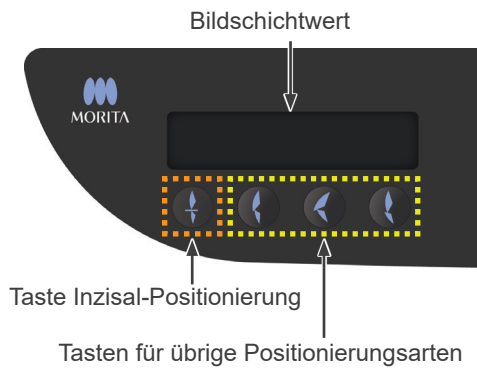 Bildschichtwert
MORITA
Taste Inzisal-Positionierung
Tasten für übrige Positionierungsarten